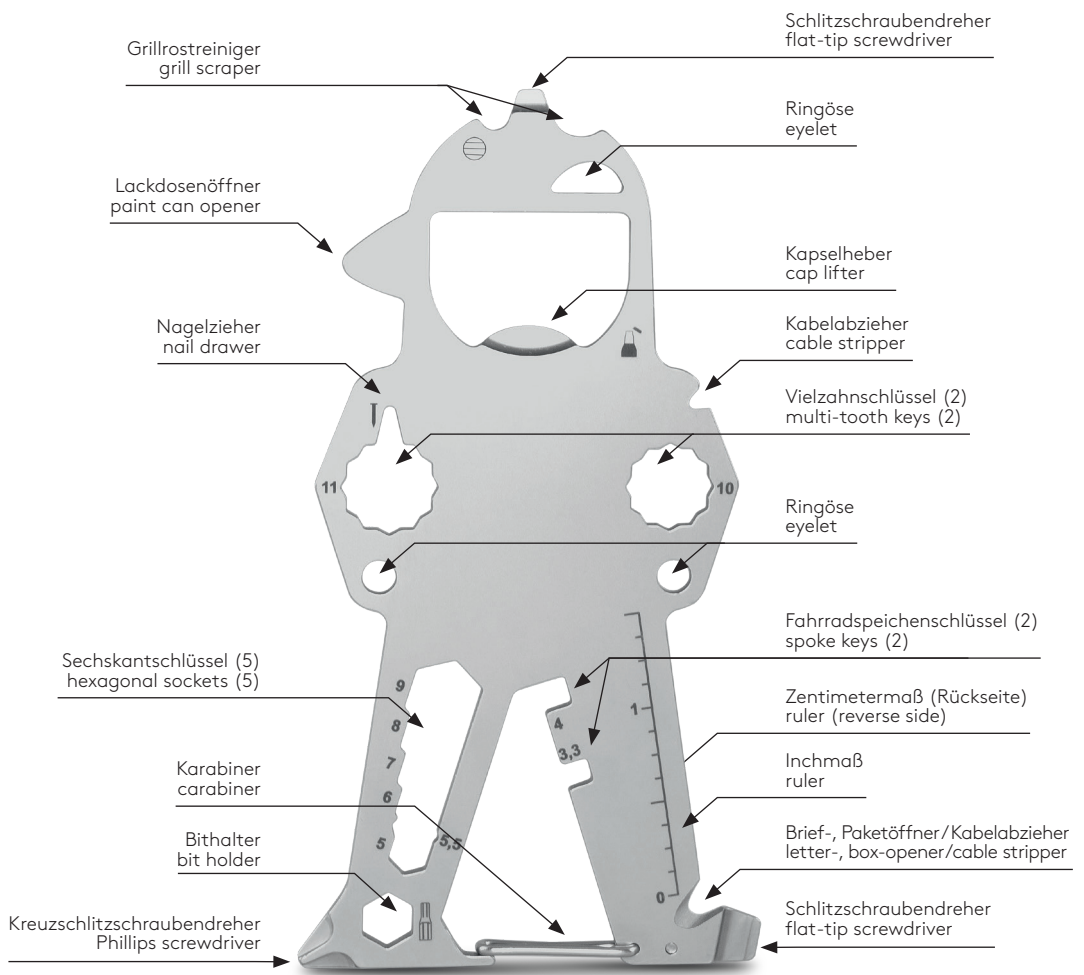 Schlitzschraubendreher
flat-tip screwdriver
Grillrostreiniger
grill scraper
Ringöse
eyelet
Lackdosenöffner
paint can opener
Kapselheber
cap lifter
Nagelzieher
nail drawer
Kabelabzieher
cable stripper
Vielzahnschlüssel (2)
multi-tooth keys (2)
11
10
Ringöse
eyelet
Fahrradspeichenschlüssel (2)
spoke keys (2)
Sechskantschlüssel (5)
hexagonal sockets (5)
9
8
7
6
5
5,5
4
3,3
1
0
Zentimetermaß (Rückseite)
ruler (reverse side)
Inchmaß
ruler
Karabiner
carabiner
Bithalter
bit holder
Brief-, Paketöffner/Kabelabzieher
letter-, box-opener/cable stripper
Kreuzschlitzschraubendreher
Phillips screwdriver
Schlitzschraubendreher
flat-tip screwdriver